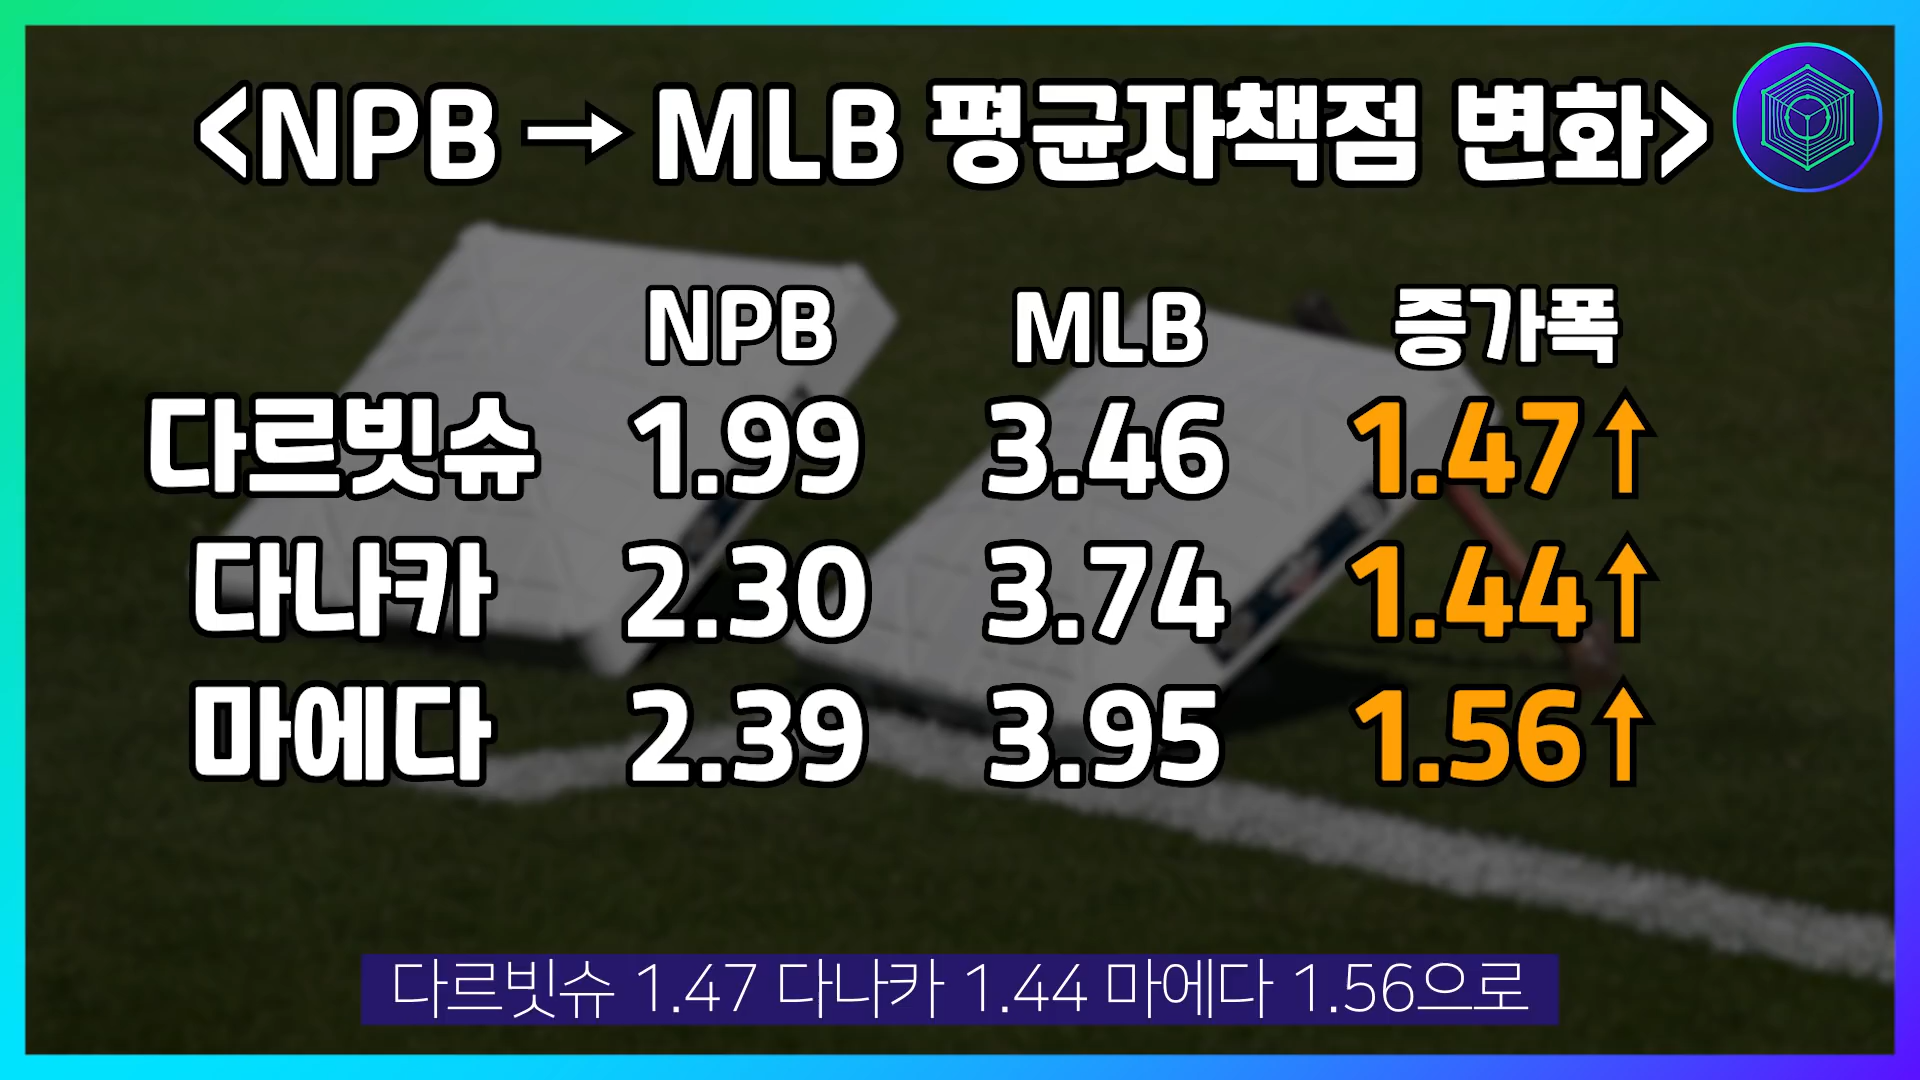 <NPB → MLB 평균자책점 변화>
NPB MLB 증가폭
다르빗슈 1.99 3.46 1.47↑
다나카 2.30 3.74 1.44↑
마에다 2.39 3.95 1.56↑
다르빗슈 1.47 다나카 1.44 마에다 1.56으로